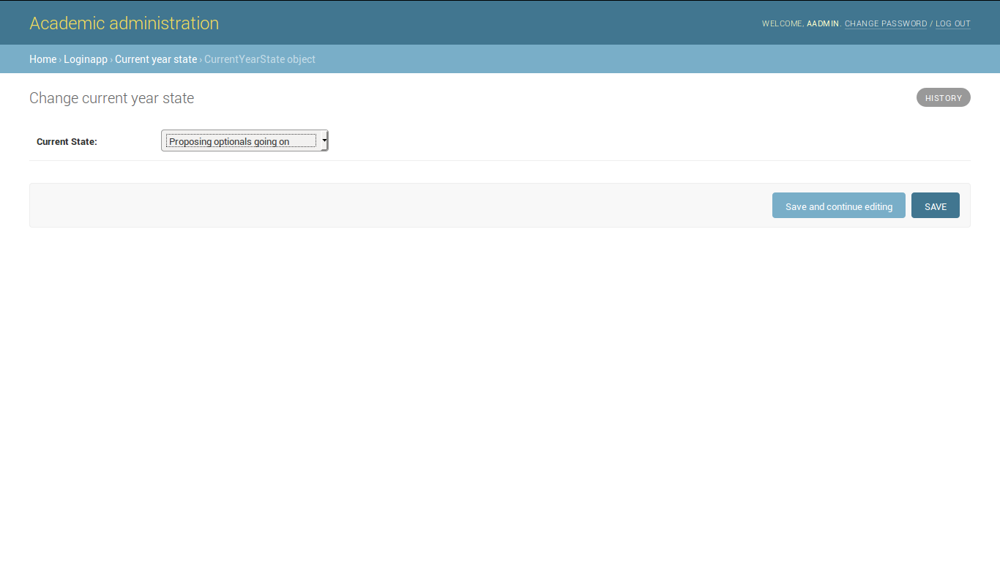 Academic administration
WELCOME, AADMIN. CHANGE PASSWORD / LOG OUT
Home › Loginapp › Current year state › CurrentYearState object
Change current year state
HISTORY
Current State:
Proposing optionals going on
Save and continue editing
SAVE